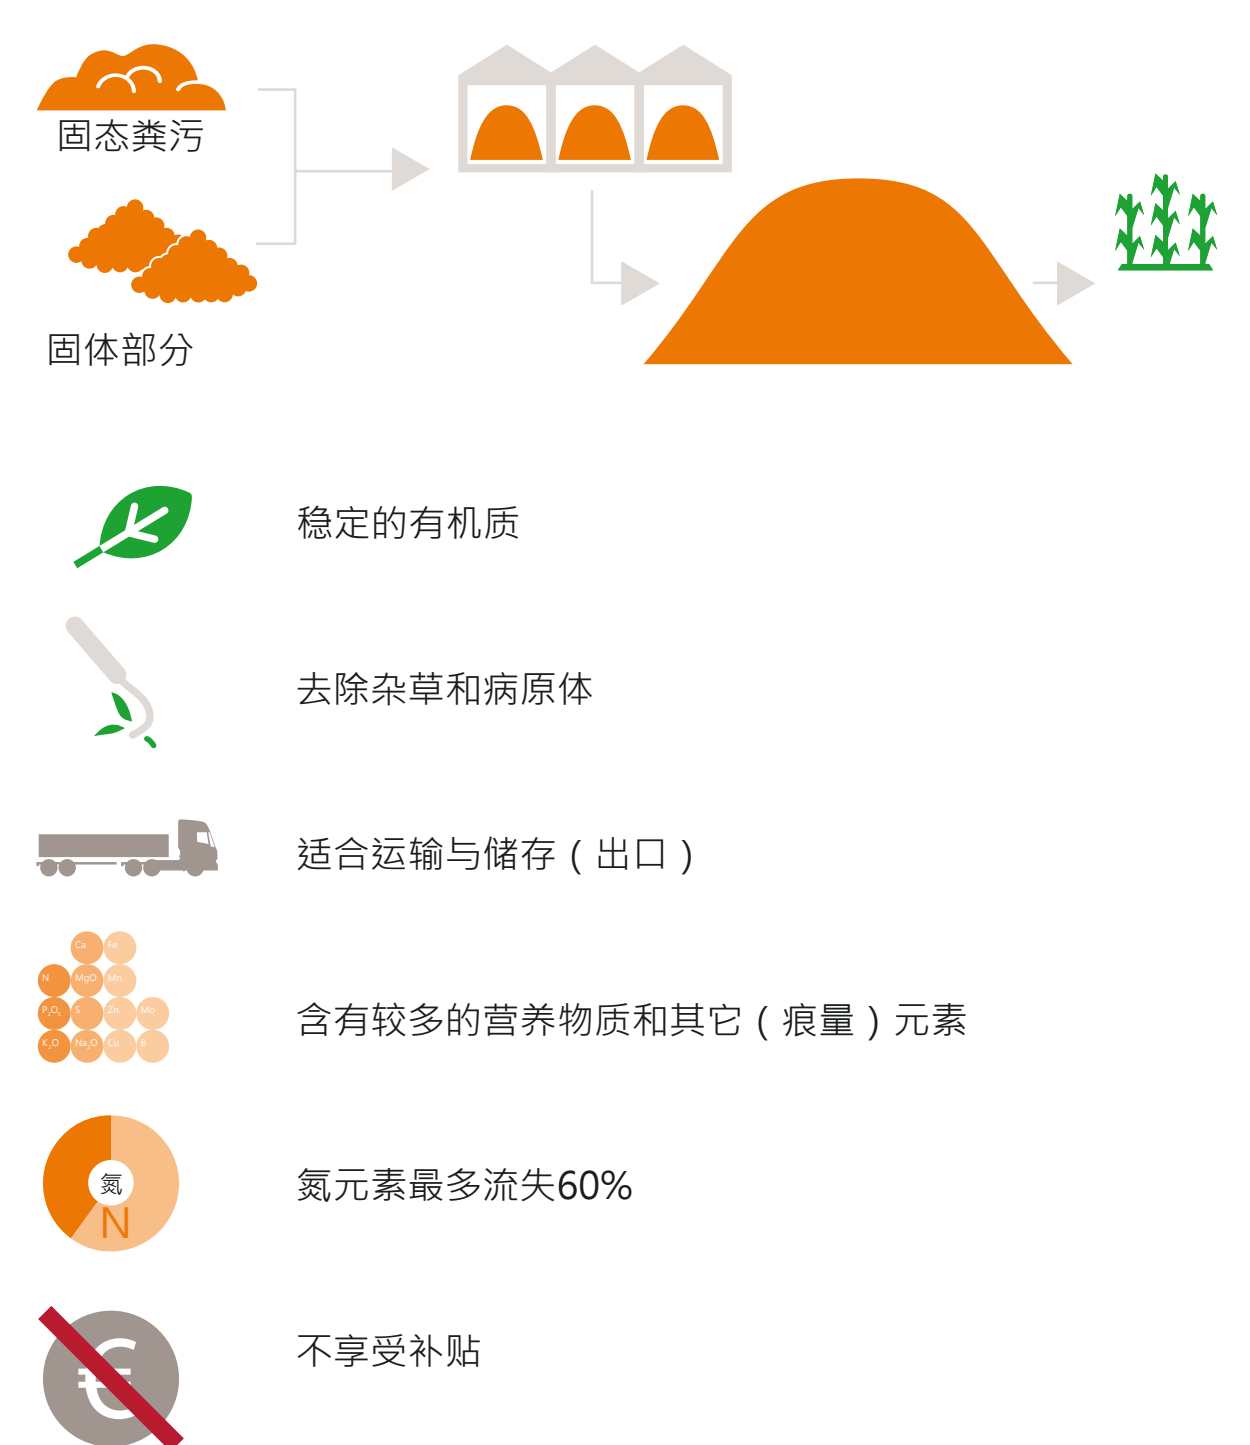 固态粪污
固体部分
稳定的有机质
去除杂草和病原体
适合运输与储存（出口）
Ca Fe
N MgO Mn
P₂O₅ S Zn Mo
K₂O Na₂O Cu B
含有较多的营养物质和其它（痕量）元素
氮
N
氮元素最多流失60%
€
不享受补贴